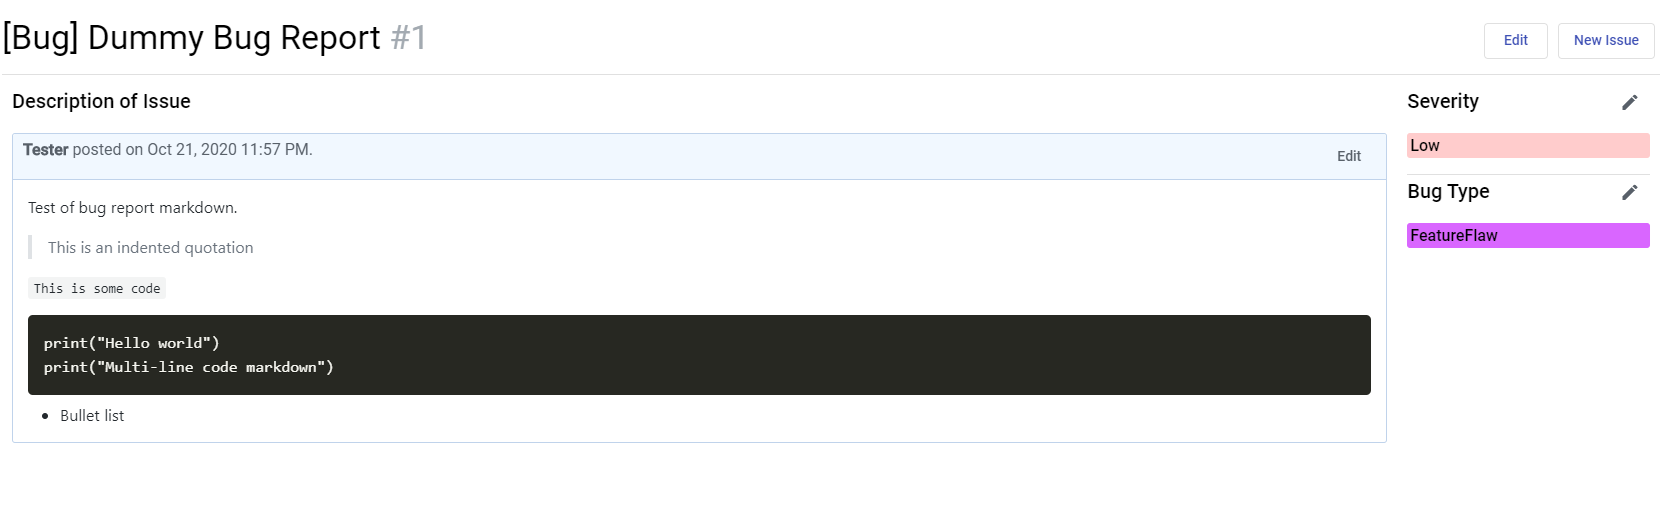 [Bug] Dummy Bug Report #1
Edit
New Issue
Description of Issue
Tester posted on Oct 21, 2020 11:57 PM.
Edit
Test of bug report markdown.
This is an indented quotation
This is some code
print("Hello world")
print("Multi-line code markdown")
Bullet list
Severity
Low
Bug Type
FeatureFlaw